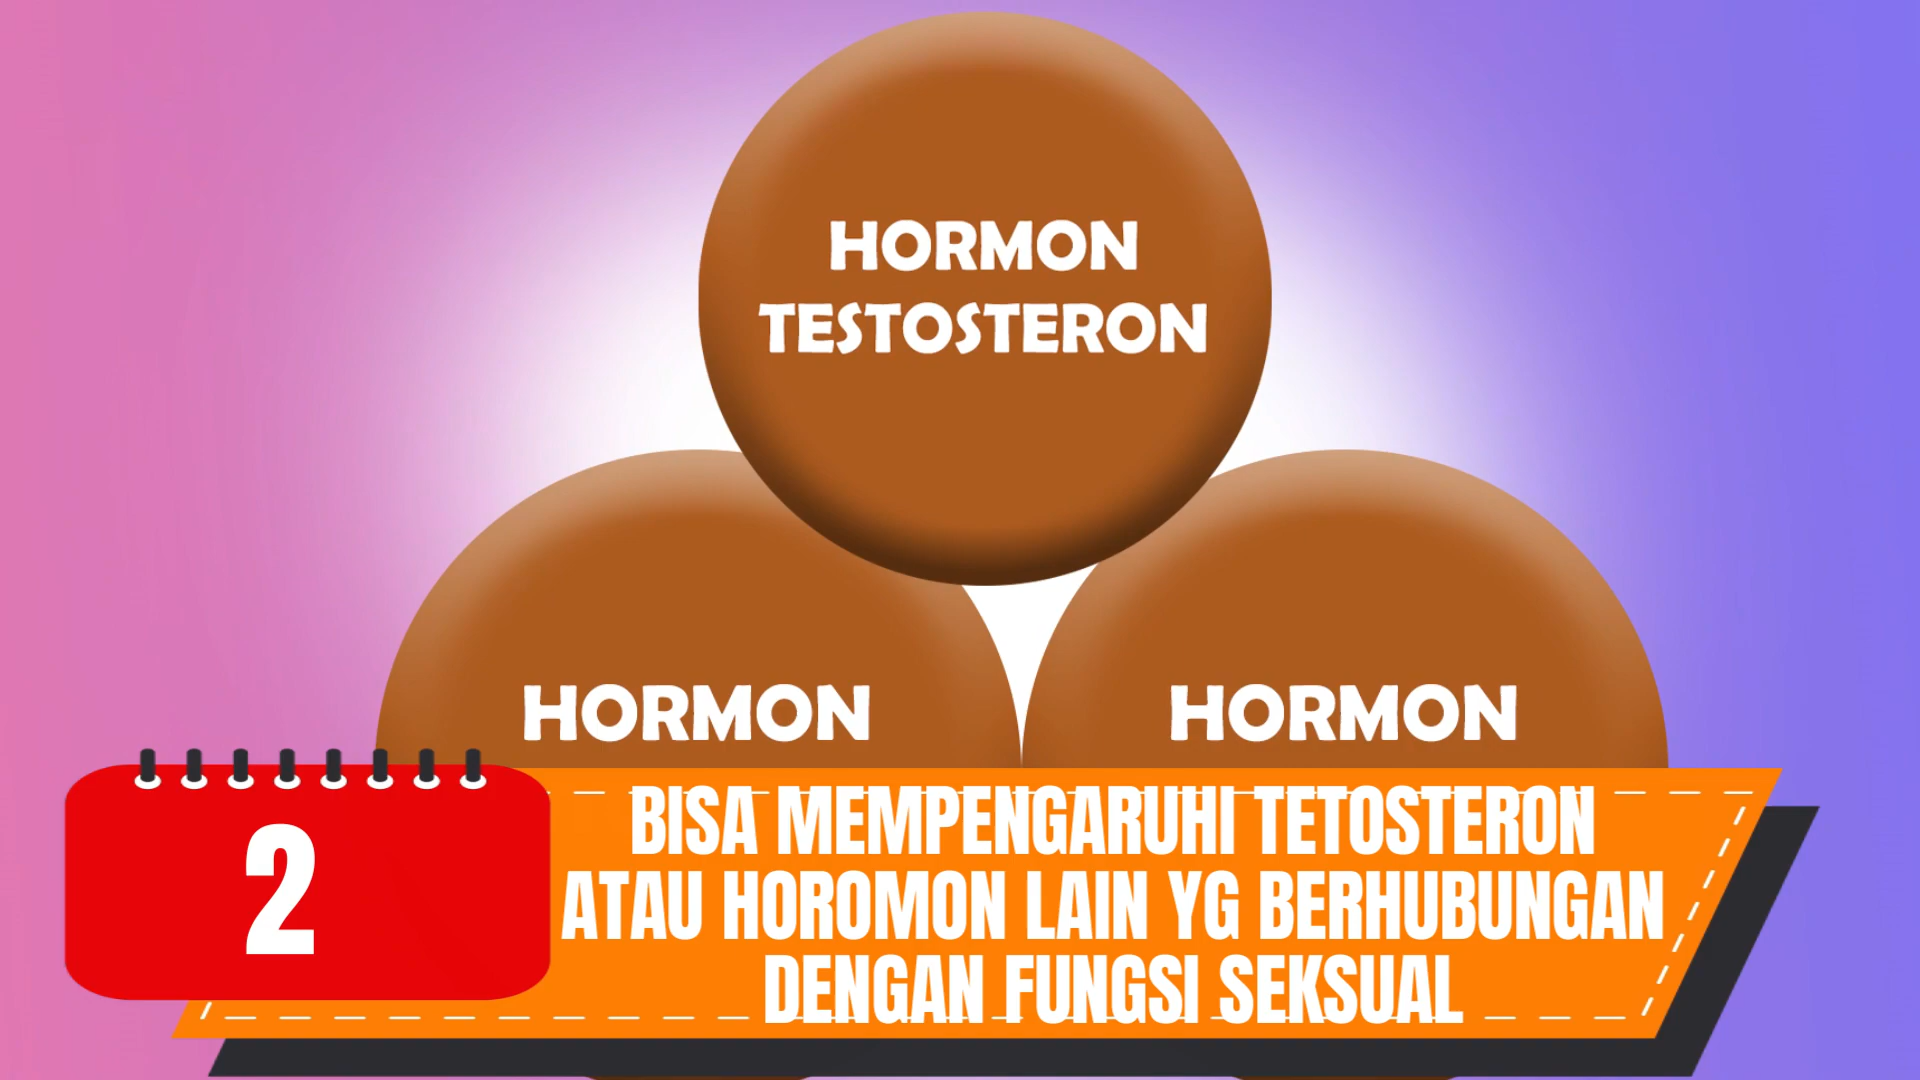 HORMON
TESTOSTERON
HORMON
HORMON
2
BISA MEMPENGARUHI TETOSTERON
ATAU HOROMON LAIN YG BERHUBUNGAN
DENGAN FUNGSI SEKSUAL